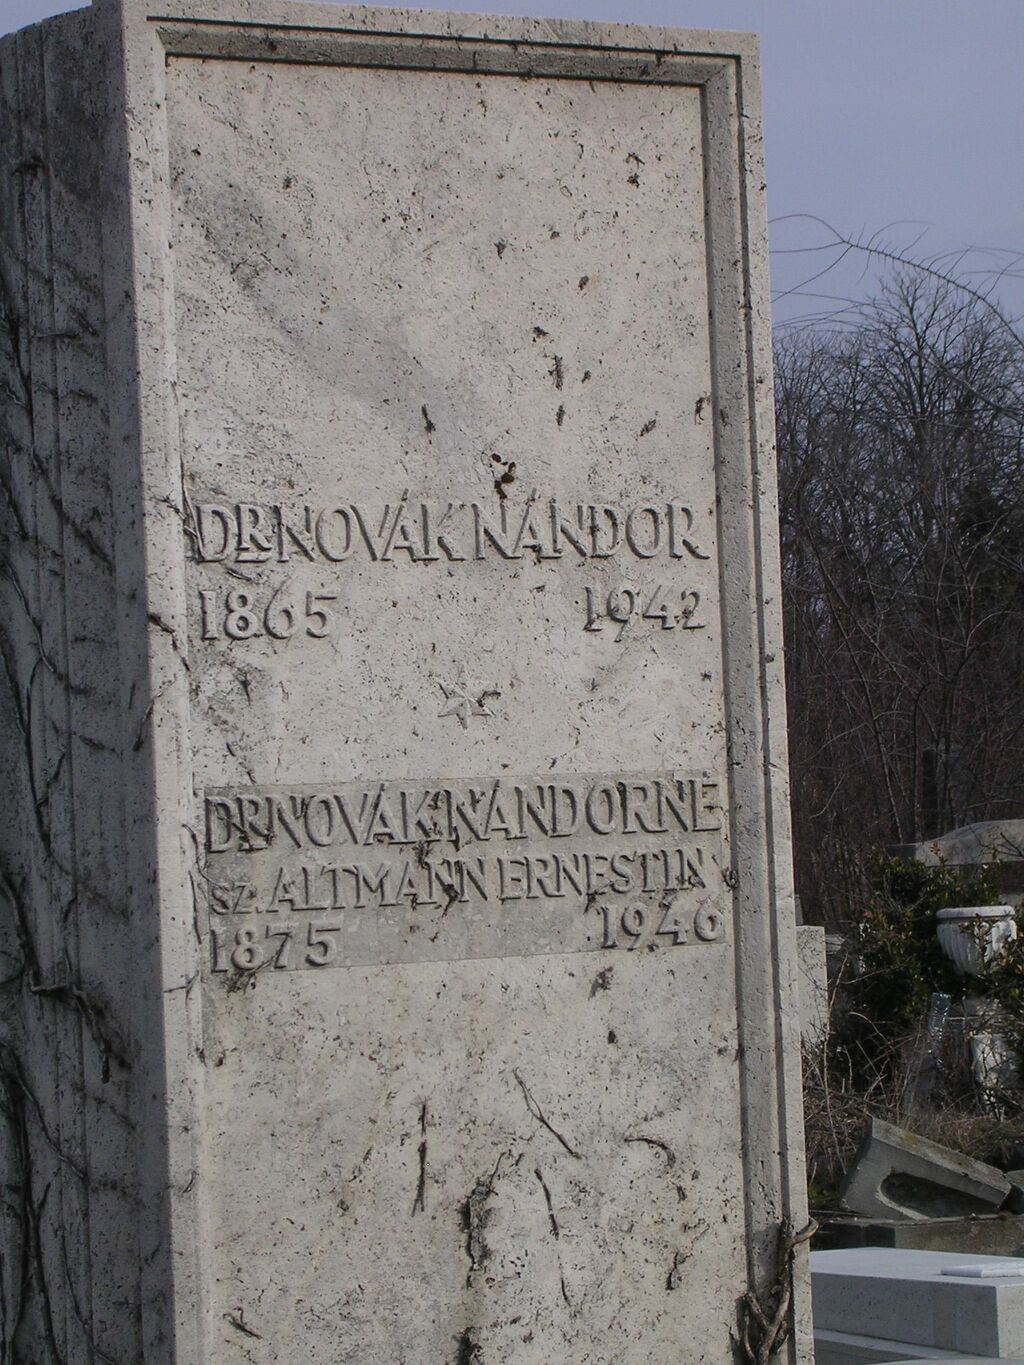 DR NOVÁK NÁNDOR
1865 1942
DR NOVÁK NÁNDORNÉ
SZ. ALTMANN ERNESTIN
1875 1946